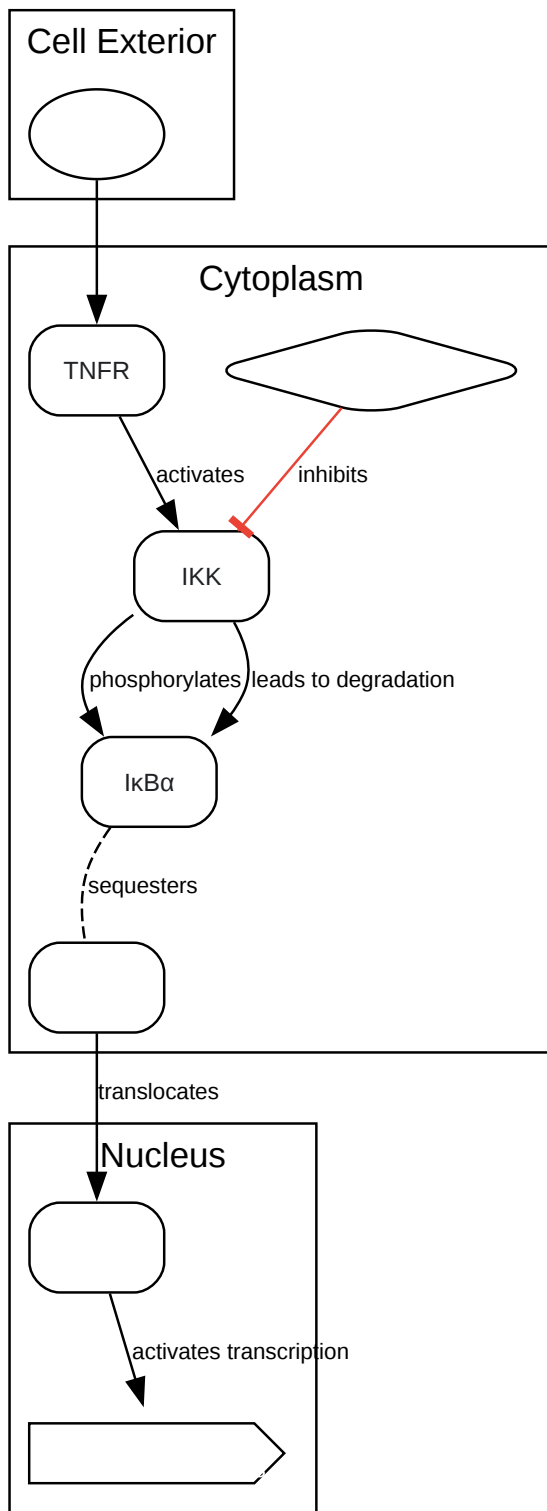 Cell Exterior
Cytoplasm
TNFR
activates
inhibits
IKK
phosphorylates
leads to degradation
IκBα
sequesters
translocates
Nucleus
activates transcription